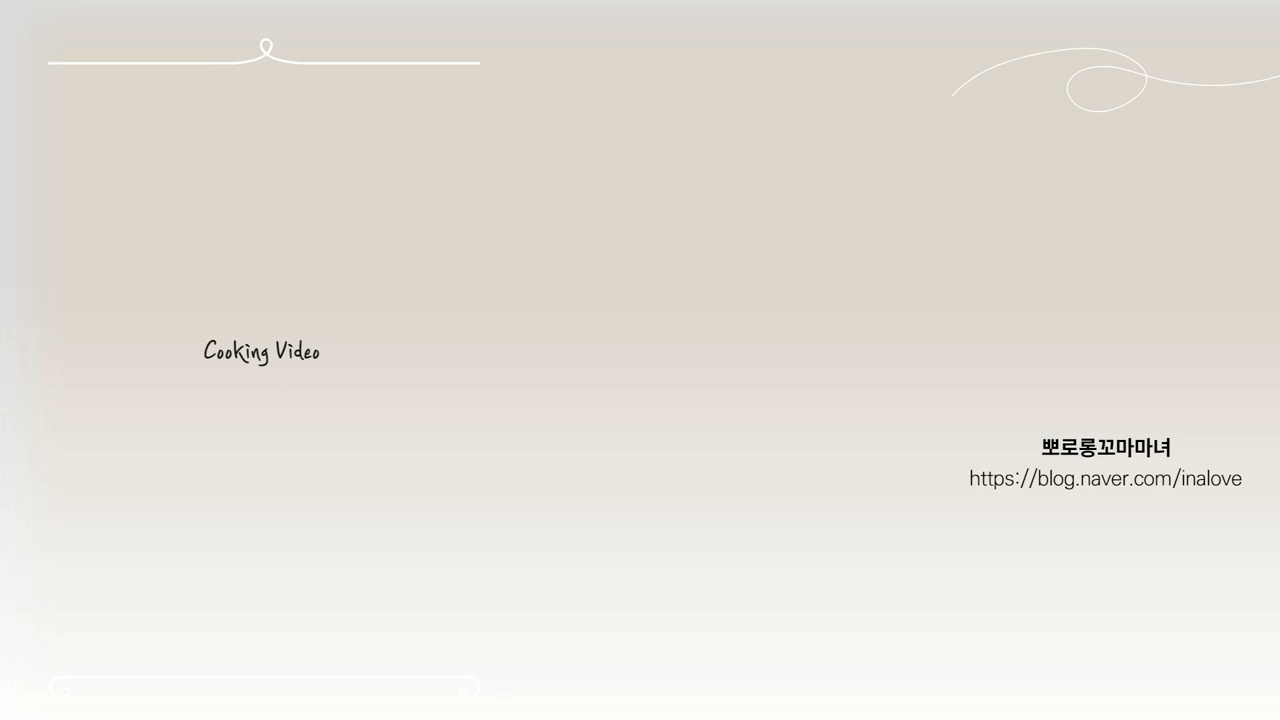 Cooking Video
뽀로롱꼬마마녀
https://blog.naver.com/inalove